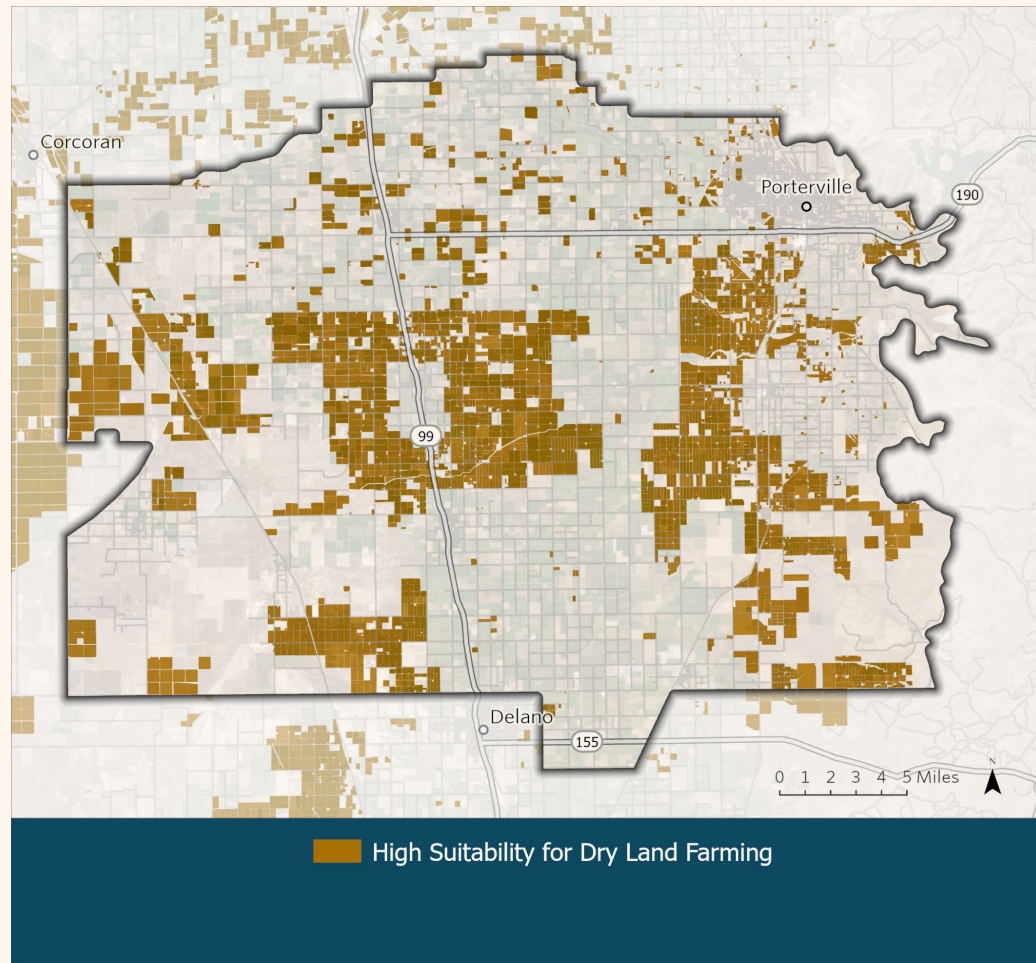 Corcoran
Porterville
190
99
Delano
155
N
0 1 2 3 4 5 Miles
High Suitability for Dry Land Farming